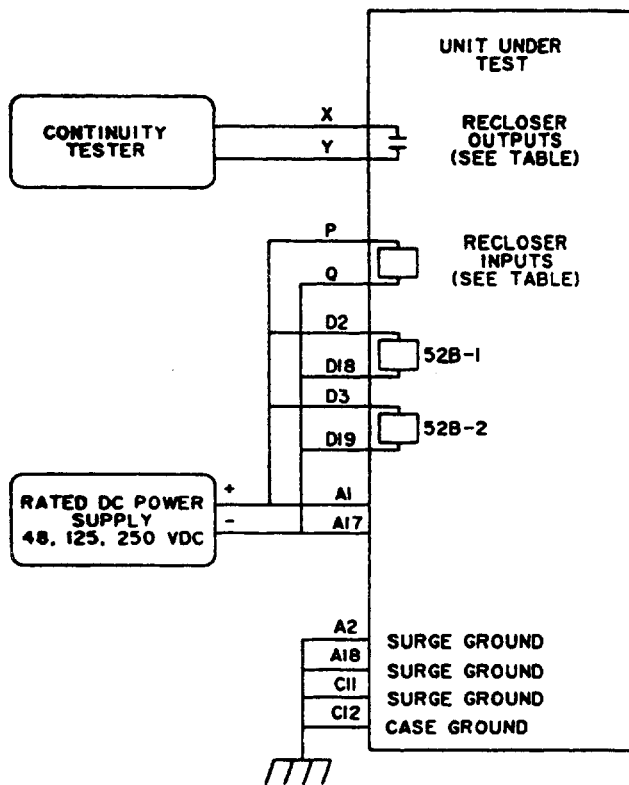 UNIT UNDER
TEST
CONTINUITY
TESTER
X
Y
RECLOSER
OUTPUTS
(SEE TABLE)
P
Q
RECLOSER
INPUTS
(SEE TABLE)
D2
D18
52B-1
D3
D19
52B-2
RATED DC POWER
SUPPLY
48, 125, 250 VDC
+
-
A1
A17
A2
SURGE GROUND
A18
SURGE GROUND
C11
SURGE GROUND
C12
CASE GROUND